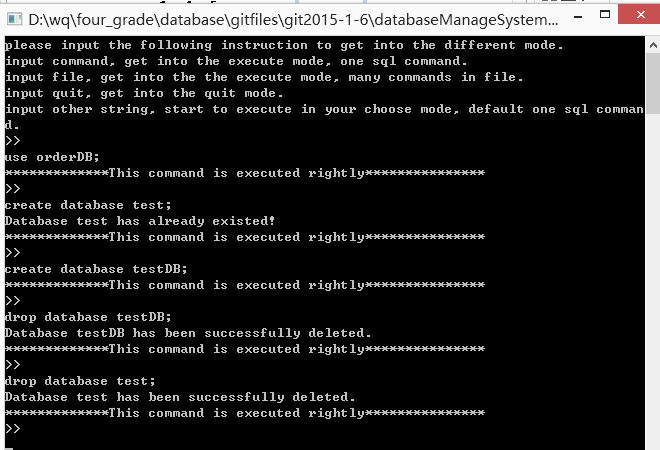 D:\wq\four_grade\database\gitfiles\git2015-1-6\databaseManageSystem...
please input the following instruction to get into the different mode.
input command, get into the execute mode, one sql command.
input file, get into the the execute mode, many commands in file.
input quit, get into the quit mode.
input other string, start to execute in your choose mode, default one sql comman
d.
>>
use orderDB;
*************This command is executed rightly***************
>>
create database test;
Database test has already existed!
*************This command is executed rightly***************
>>
create database testDB;
*************This command is executed rightly***************
>>
drop database testDB;
Database testDB has been successfully deleted.
*************This command is executed rightly***************
>>
drop database test;
Database test has been successfully deleted.
*************This command is executed rightly***************
>>